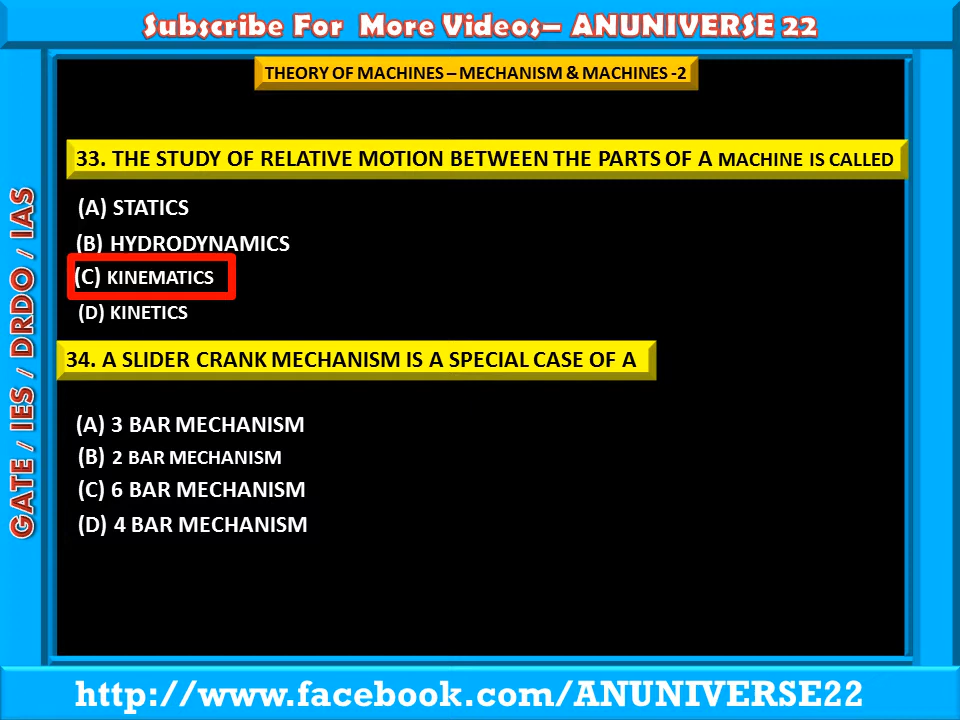 Subscribe For More Videos– ANUNIVERSE 22
THEORY OF MACHINES – MECHANISM & MACHINES -2
33. THE STUDY OF RELATIVE MOTION BETWEEN THE PARTS OF A MACHINE IS CALLED
(A) STATICS
(B) HYDRODYNAMICS
(C) KINEMATICS
(D) KINETICS
34. A SLIDER CRANK MECHANISM IS A SPECIAL CASE OF A
(A) 3 BAR MECHANISM
(B) 2 BAR MECHANISM
(C) 6 BAR MECHANISM
(D) 4 BAR MECHANISM
GATE / IES / DRDO / IAS
http://www.facebook.com/ANUNIVERSE22